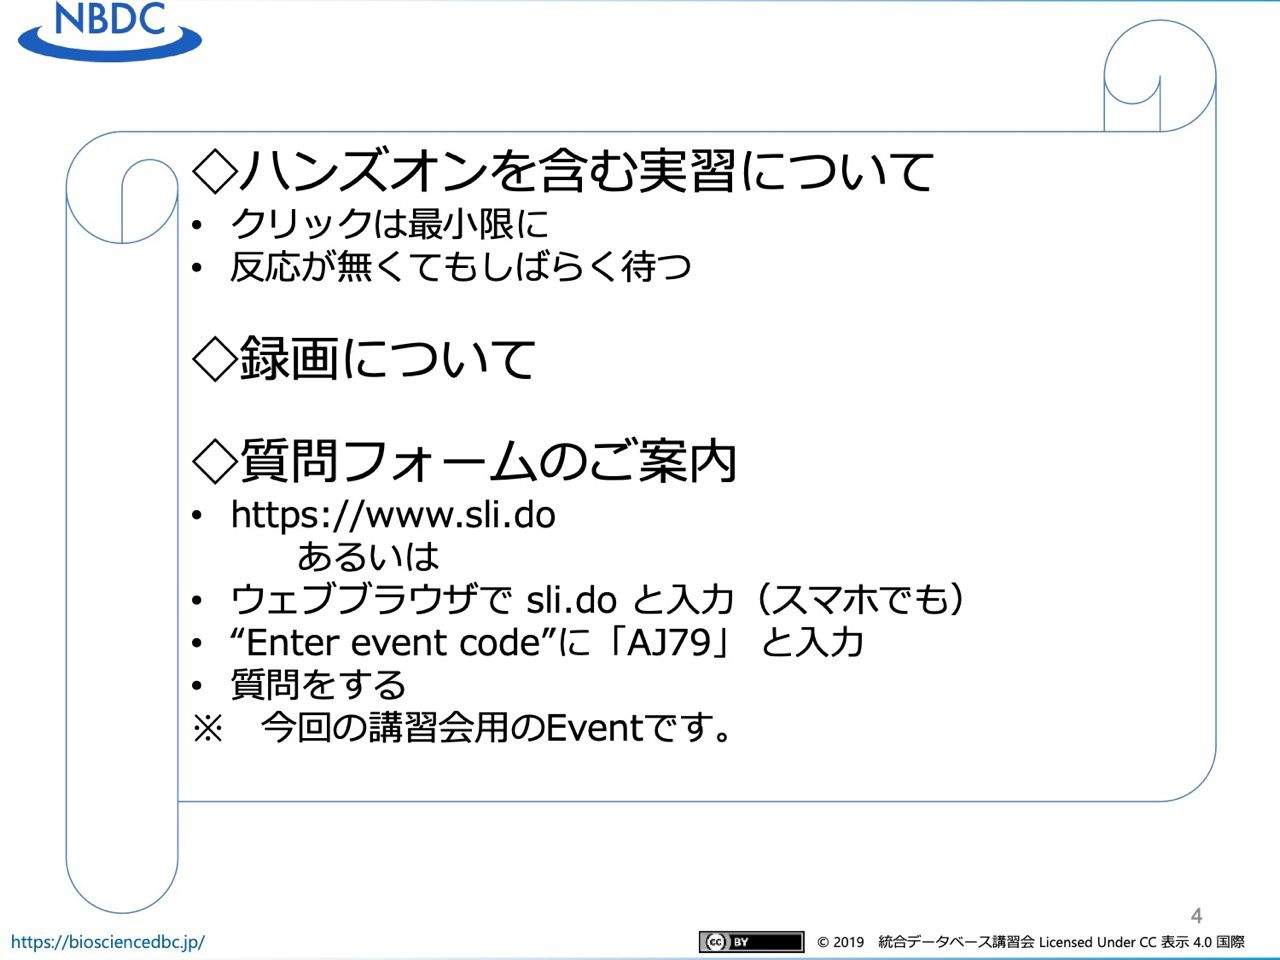 NBDC
◇ハンズオンを含む実習について
• クリックは最小限に
• 反応が無くてもしばらく待つ
◇録画について
◇質問フォームのご案内
• https://www.sli.do
あるいは
• ウェブブラウザで sli.do と入力（スマホでも）
• “Enter event code”に「AJ79」 と入力
• 質問をする
※ 今回の講習会用のEventです。
4
https://biosciencedbc.jp/
cc BY © 2019 統合データベース講習会 Licensed Under CC 表示 4.0 国際